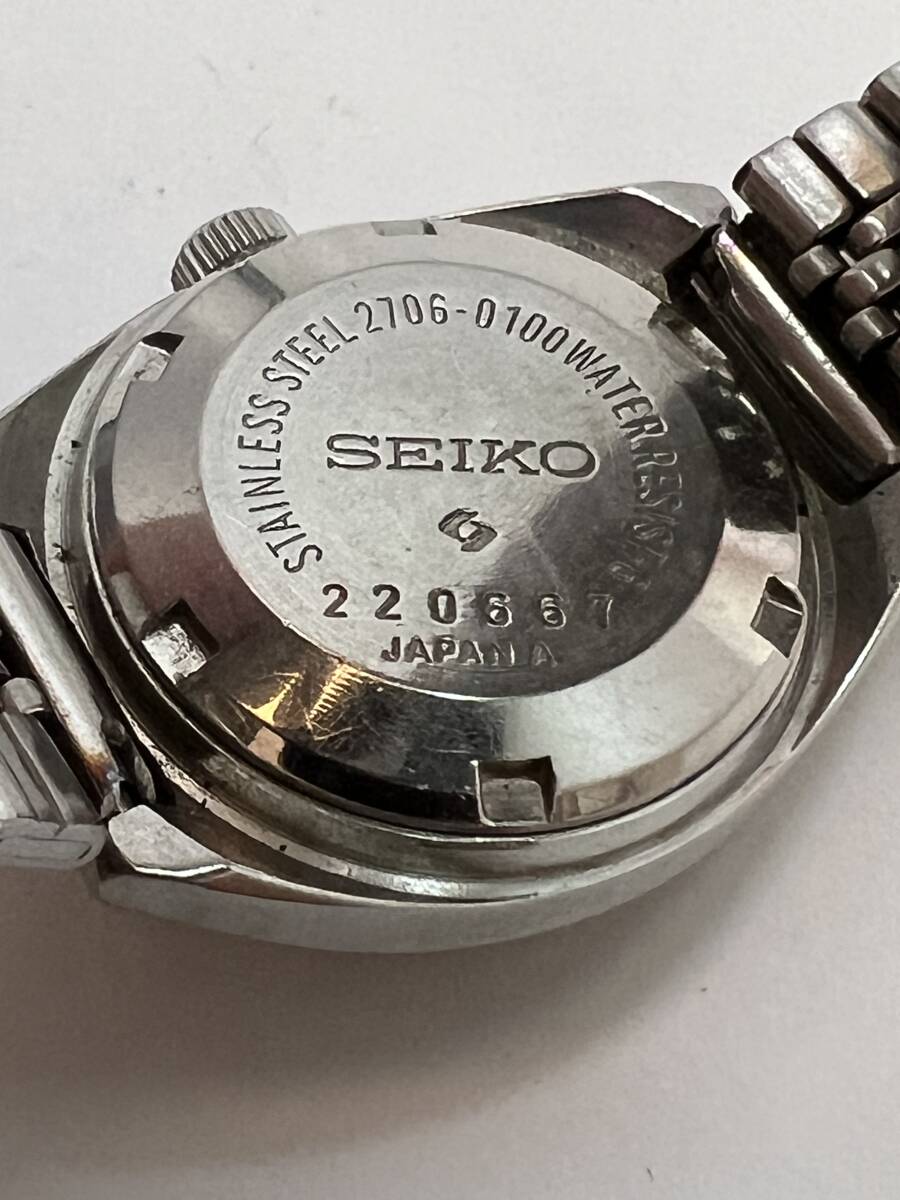 STAINLESS STEEL 2706-0100 WATER.RESIST
SEIKO
220667
JAPAN A